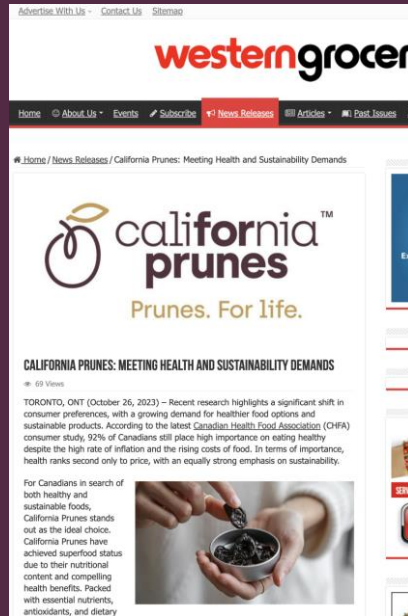 Advertise With Us - Contact Us Sitemap
westerngrocer
Home About Us Events Subscribe News Releases Articles Past Issues
Home / News Releases / California Prunes: Meeting Health and Sustainability Demands
california™
prunes
Prunes. For life.
CALIFORNIA PRUNES: MEETING HEALTH AND SUSTAINABILITY DEMANDS
69 Views
TORONTO, ONT (October 26, 2023) – Recent research highlights a significant shift in
consumer preferences, with a growing demand for healthier food options and
sustainable products. According to the latest Canadian Health Food Association (CHFA)
consumer study, 92% of Canadians still place high importance on eating healthy
despite the high rate of inflation and the rising costs of food. In terms of importance,
health ranks second only to price, with an equally strong emphasis on sustainability.
For Canadians in search of
both healthy and
sustainable foods,
California Prunes stands
out as the ideal choice.
California Prunes have
achieved superfood status
due to their nutritional
content and compelling
health benefits. Packed
with essential nutrients,
antioxidants, and dietary